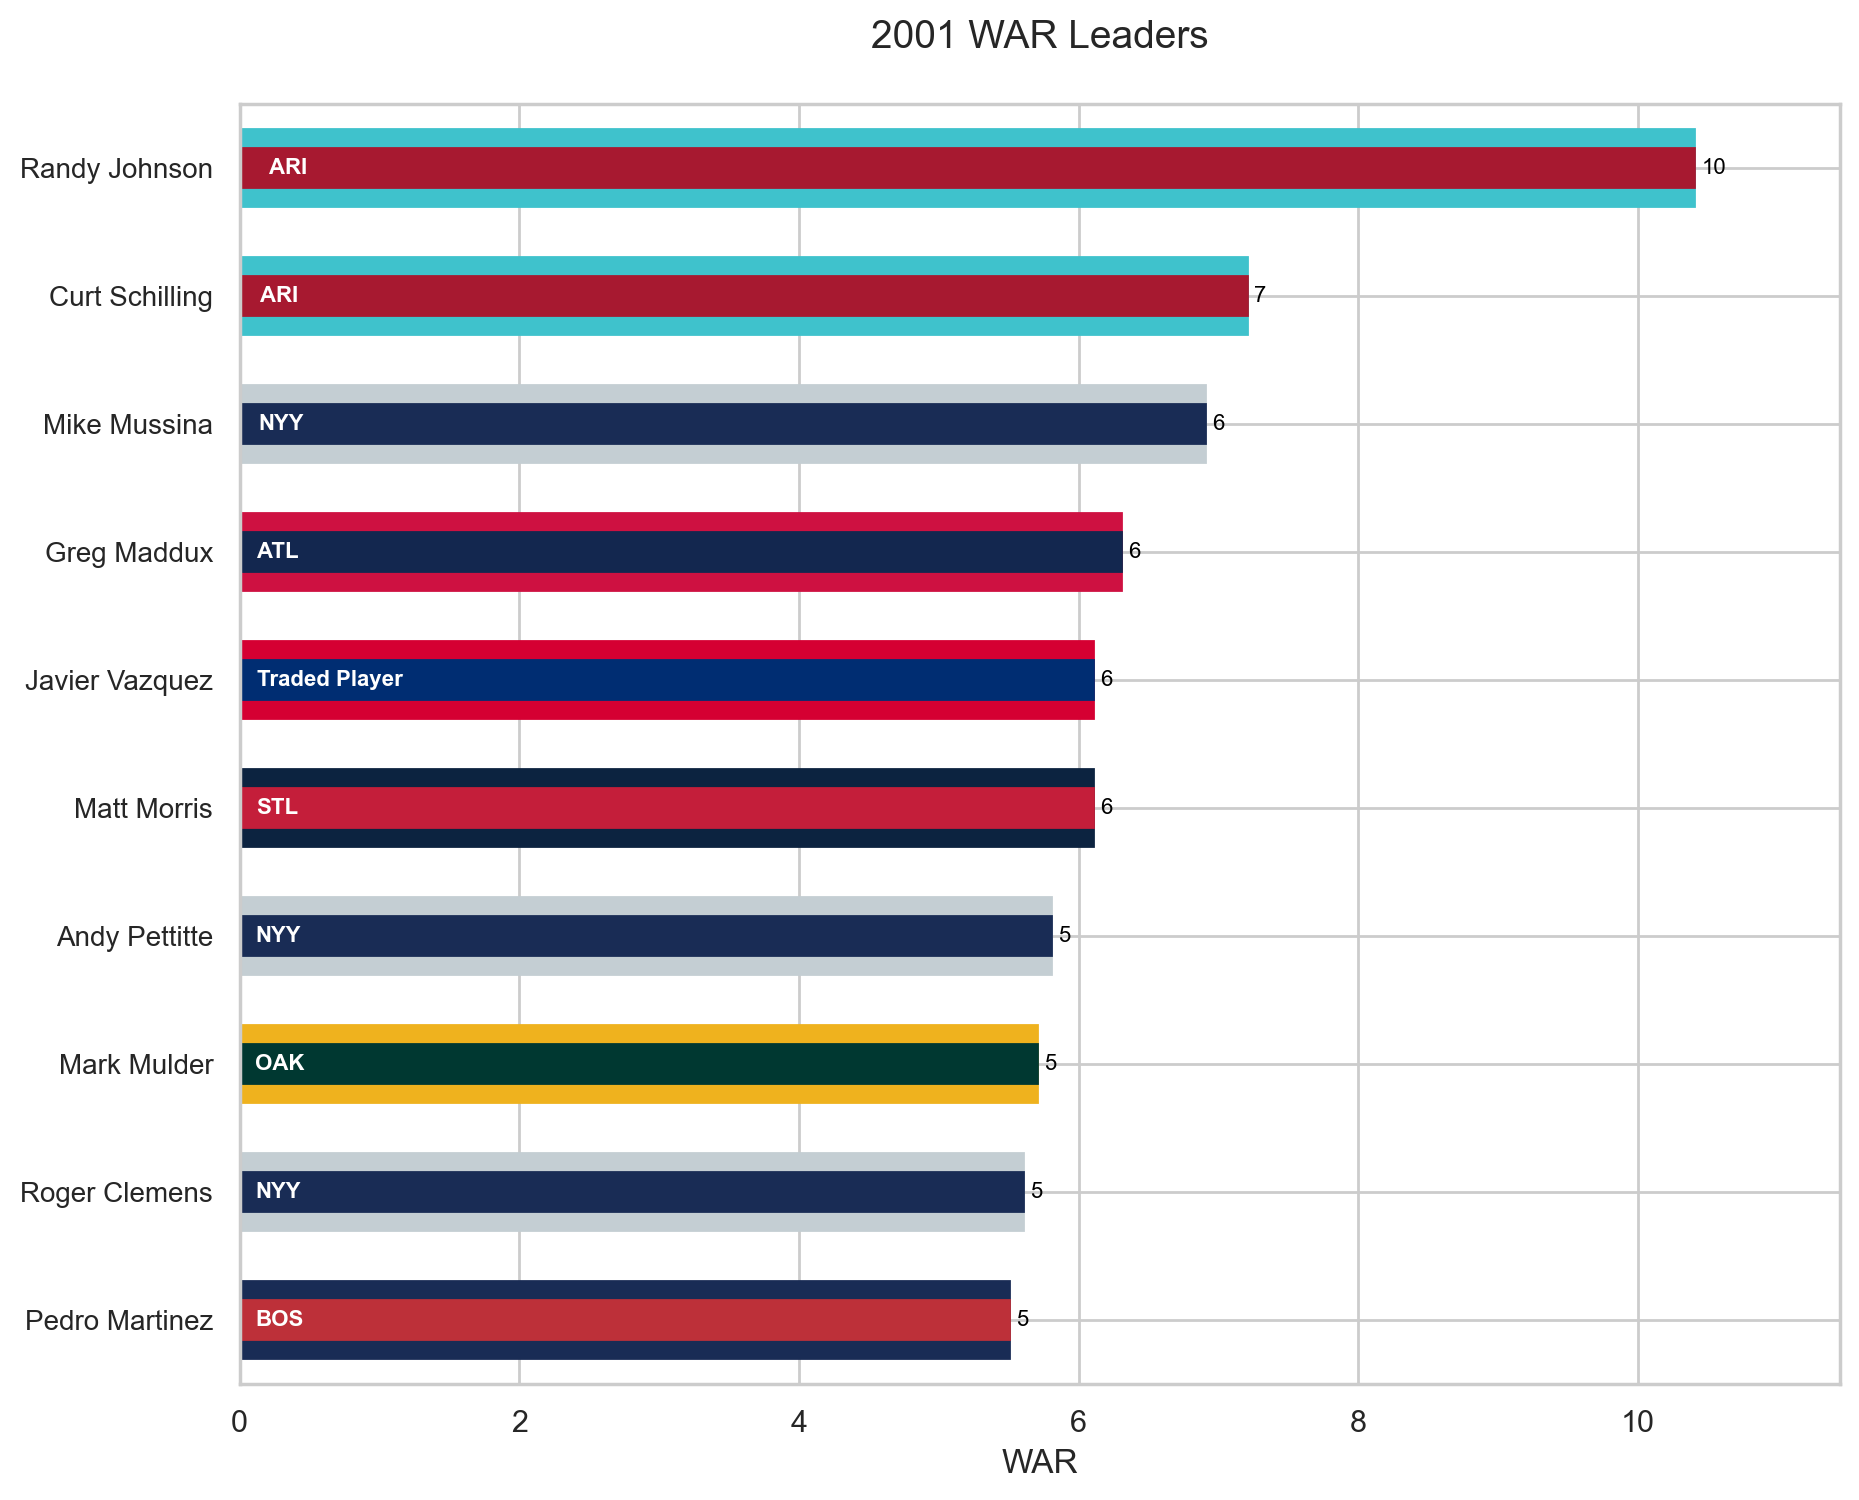 2001 WAR Leaders
Randy Johnson ARI 10
Curt Schilling ARI 7
Mike Mussina NYY 6
Greg Maddux ATL 6
Javier Vazquez Traded Player 6
Matt Morris STL 6
Andy Pettitte NYY 5
Mark Mulder OAK 5
Roger Clemens NYY 5
Pedro Martinez BOS 5
0 2 4 6 8 10
WAR